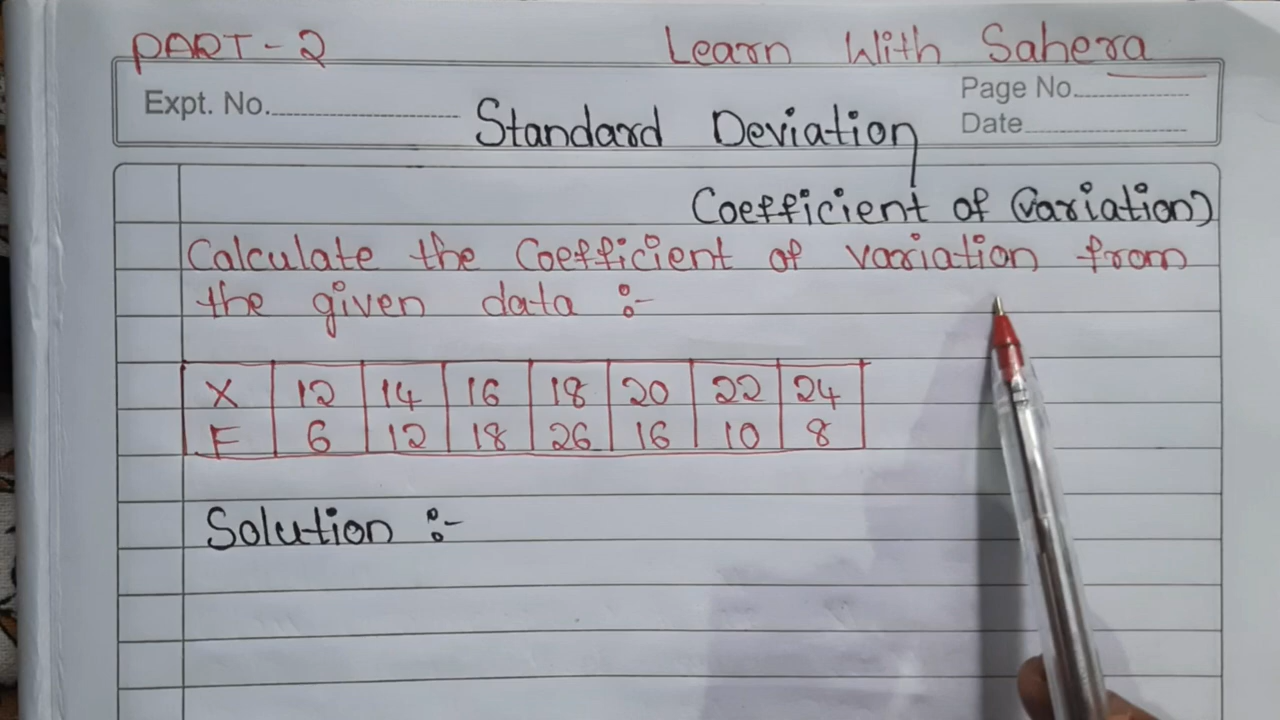 PART-2 Learn With Sahera
Expt. No. Page No.
Standard Deviation Date
Coefficient of (variation)
Calculate the Coefficient of variation from
the given data :-
X 12 14 16 18 20 22 24
F 6 12 18 26 16 10 8
Solution :-